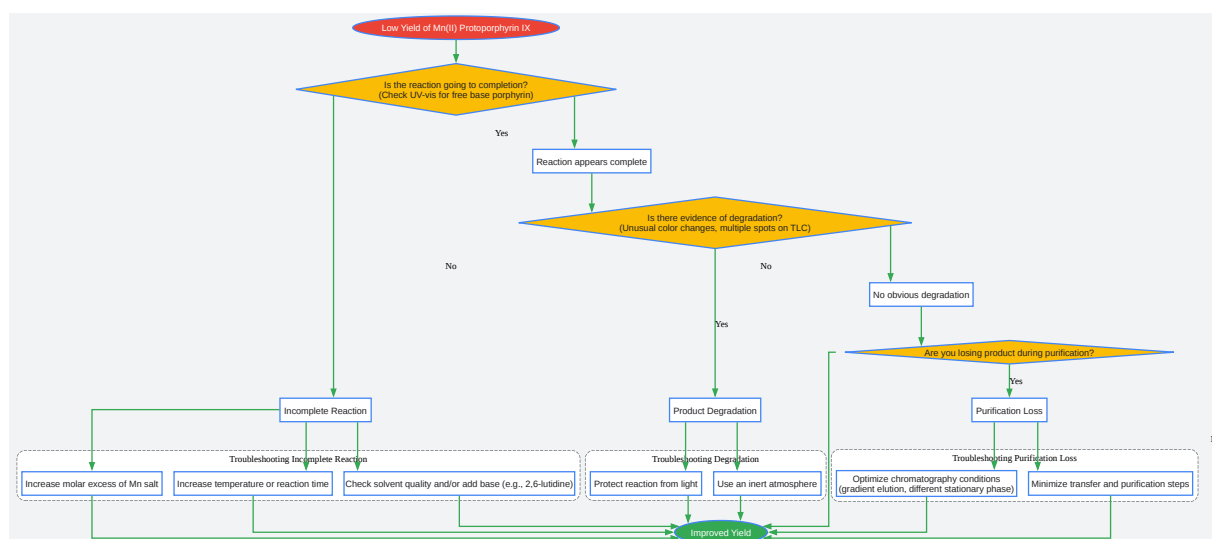 Low Yield of Mn(II) Protoporphyrin IX
Is the reaction going to completion?
(Check UV-vis for free base porphyrin)
Yes
Reaction appears complete
Is there evidence of degradation?
(Unusual color changes, multiple spots on TLC)
No
No
No obvious degradation
Yes
Are you losing product during purification?
Yes
Incomplete Reaction
Product Degradation
Purification Loss
Troubleshooting Incomplete Reaction
Troubleshooting Degradation
Troubleshooting Purification Loss
Increase molar excess of Mn salt
Increase temperature or reaction time
Check solvent quality and/or add base (e.g., 2,6-lutidine)
Protect reaction from light
Use an inert atmosphere
Optimize chromatography conditions
(gradient elution, different stationary phase)
Minimize transfer and purification steps
Improved Yield